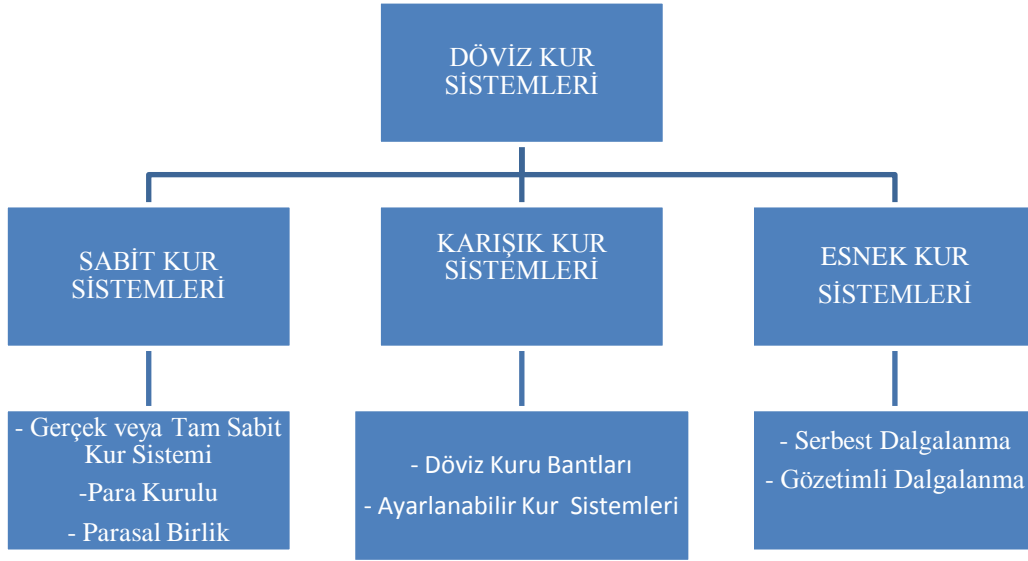 DÖVİZ KUR
SİSTEMLERİ
SABİT KUR
SİSTEMLERİ
KARIŞIK KUR
SİSTEMLERİ
ESNEK KUR
SİSTEMLERİ
- Gerçek veya Tam Sabit
Kur Sistemi
-Para Kurulu
- Parasal Birlik
- Döviz Kuru Bantları
- Ayarlanabilir Kur Sistemleri
- Serbest Dalgalanma
- Gözetimli Dalgalanma